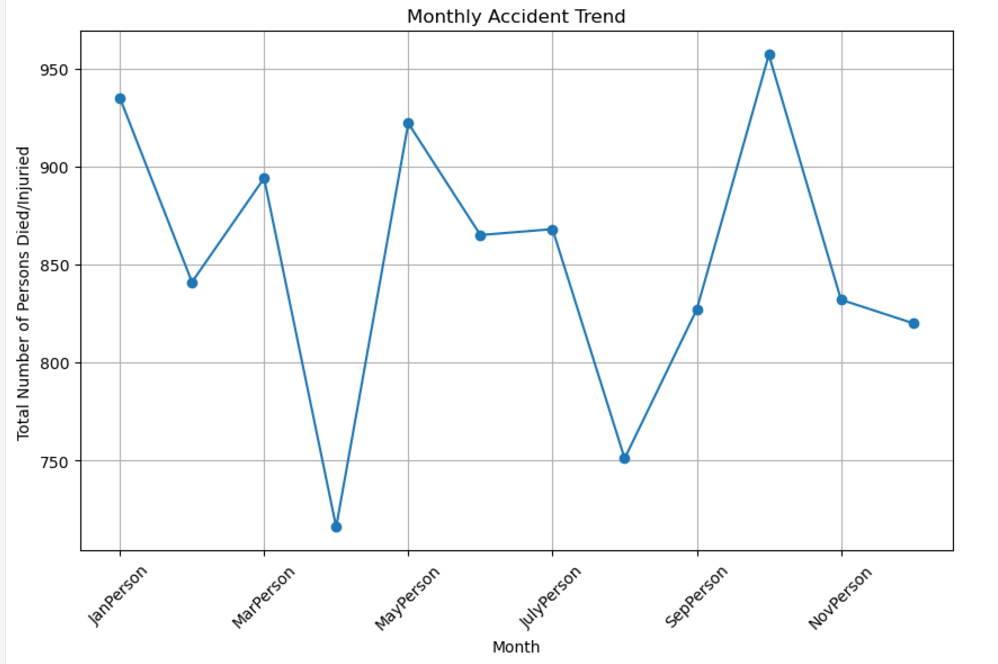 Monthly Accident Trend
Total Number of Persons Died/Injuried
950
900
850
800
750
JanPerson
MarPerson
MayPerson
JulyPerson
SepPerson
NovPerson
Month